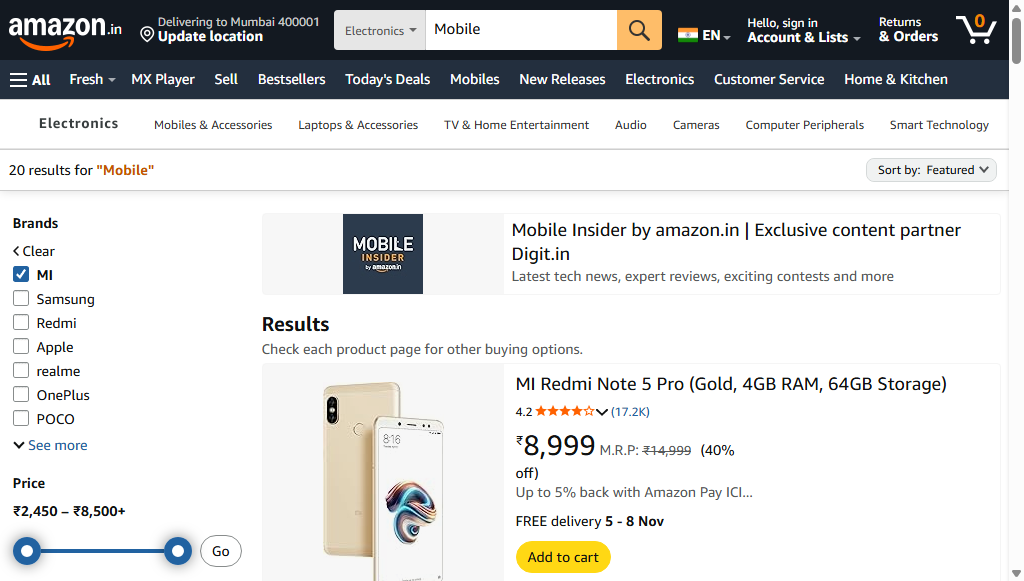 amazon.in
Delivering to Mumbai 400001
Update location
Electronics
Mobile
EN
Hello, sign in
Account & Lists
Returns
& Orders
0
All
Fresh
MX Player
Sell
Bestsellers
Today's Deals
Mobiles
New Releases
Electronics
Customer Service
Home & Kitchen
Electronics
Mobiles & Accessories
Laptops & Accessories
TV & Home Entertainment
Audio
Cameras
Computer Peripherals
Smart Technology
20 results for "Mobile"
Sort by: Featured
Brands
Clear
MI
Samsung
Redmi
Apple
realme
OnePlus
POCO
See more
Price
₹2,450 – ₹8,500+
Go
MOBILE
INSIDER
by amazon.in
Mobile Insider by amazon.in | Exclusive content partner
Digit.in
Latest tech news, expert reviews, exciting contests and more
Results
Check each product page for other buying options.
8:16
MI Redmi Note 5 Pro (Gold, 4GB RAM, 64GB Storage)
4.2 (17.2K)
₹8,999 M.R.P: ₹14,999 (40%
off)
Up to 5% back with Amazon Pay ICI...
FREE delivery 5 - 8 Nov
Add to cart